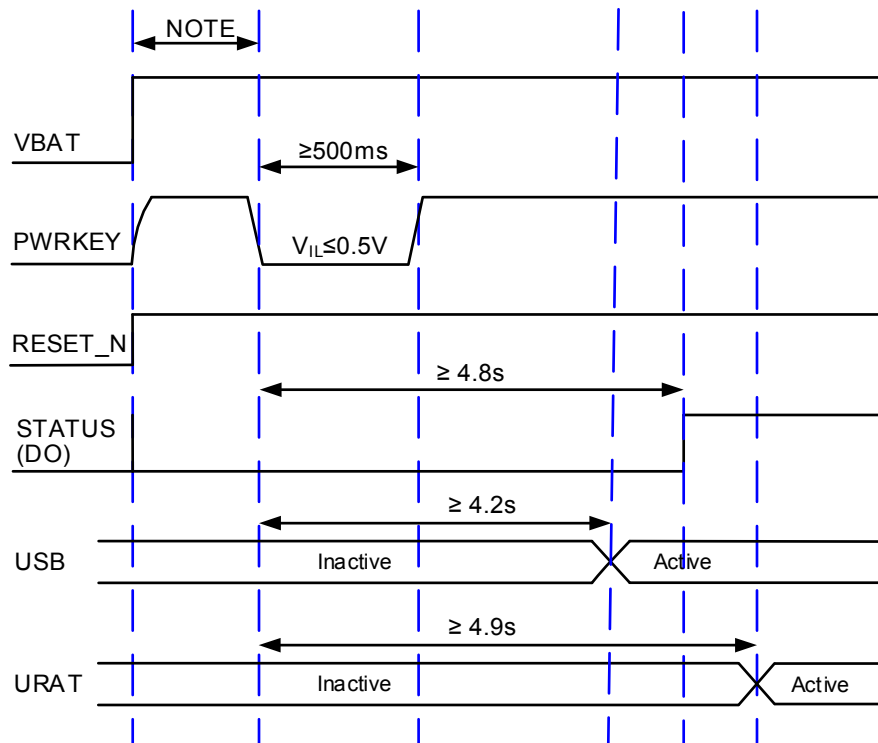 NOTE
VBAT
≥500ms
PWRKEY
VIL≤0.5V
RESET_N
≥ 4.8s
STATUS
(DO)
≥ 4.2s
USB
Inactive
Active
≥ 4.9s
URAT
Inactive
Active